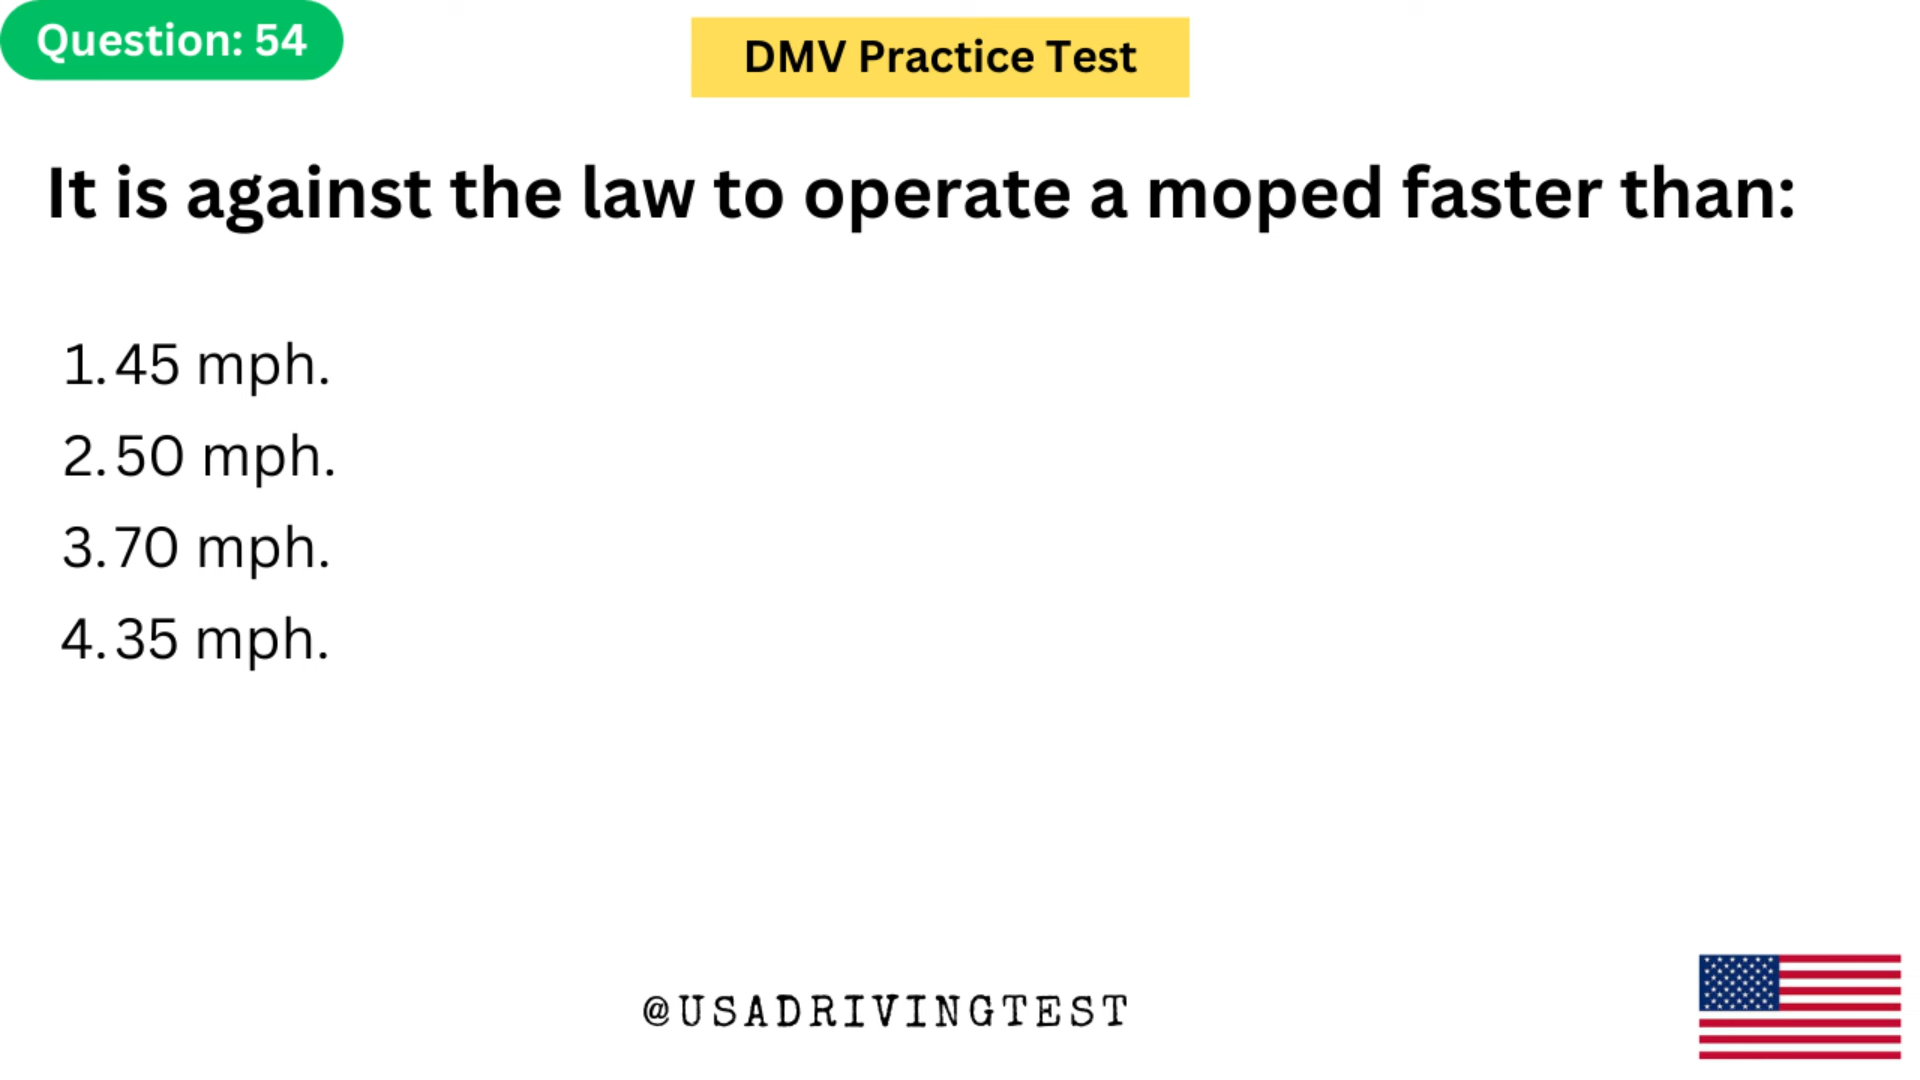 Question: 54
DMV Practice Test
It is against the law to operate a moped faster than:
1. 45 mph.
2. 50 mph.
3. 70 mph.
4. 35 mph.
@USADRIVINGTEST